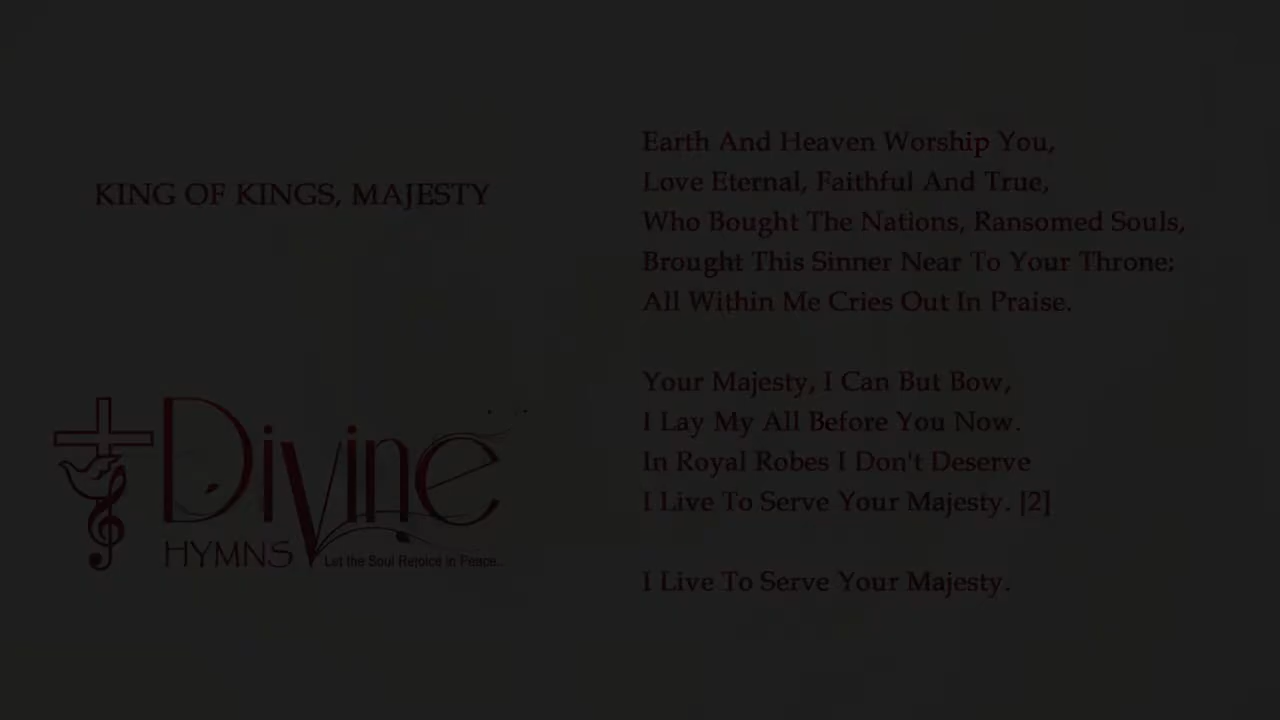 KING OF KINGS, MAJESTY
Divine
HYMNS
Let the Soul Rejoice in Peace..
Earth And Heaven Worship You,
Love Eternal, Faithful And True,
Who Bought The Nations, Ransomed Souls,
Brought This Sinner Near To Your Throne;
All Within Me Cries Out In Praise.
Your Majesty, I Can But Bow,
I Lay My All Before You Now.
In Royal Robes I Don't Deserve
I Live To Serve Your Majesty. [2]
I Live To Serve Your Majesty.